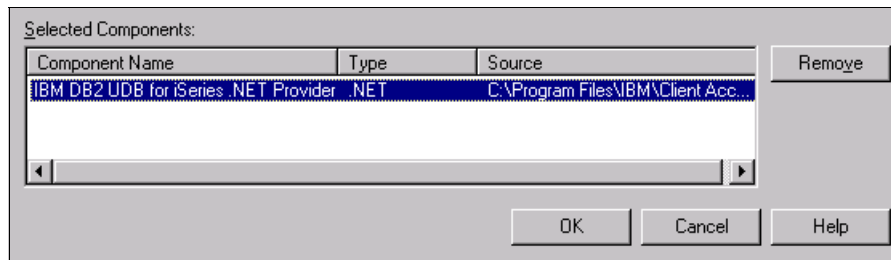 Selected Components:
Component Name Type Source
Remove
IBM DB2 UDB for iSeries .NET Provider .NET C:\Program Files\IBM\Client Acc...
OK Cancel Help